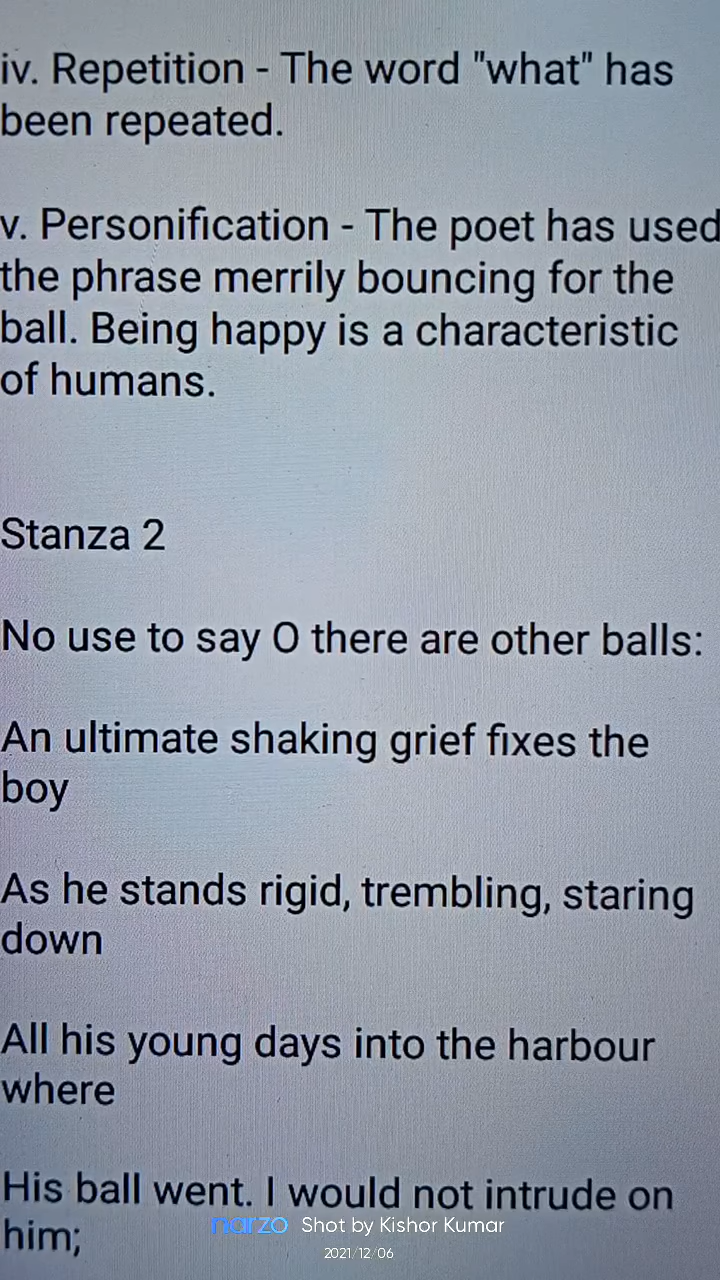 iv. Repetition - The word "what" has
been repeated.
v. Personification - The poet has used
the phrase merrily bouncing for the
ball. Being happy is a characteristic
of humans.
Stanza 2
No use to say O there are other balls:
An ultimate shaking grief fixes the
boy
As he stands rigid, trembling, staring
down
All his young days into the harbour
where
His ball went. I would not intrude on
him;
narzo Shot by Kishor Kumar
2021/12/06